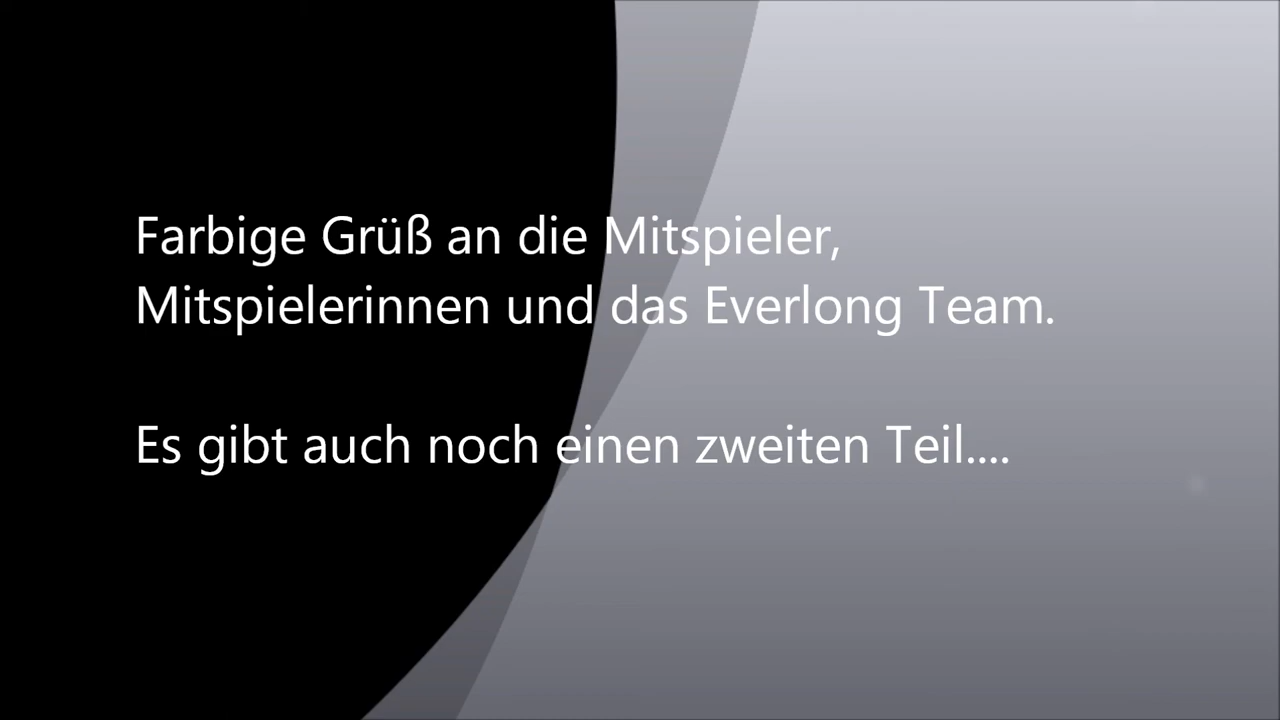 Farbige Grüß an die Mitspieler,
Mitspielerinnen und das Everlong Team.
Es gibt auch noch einen zweiten Teil....